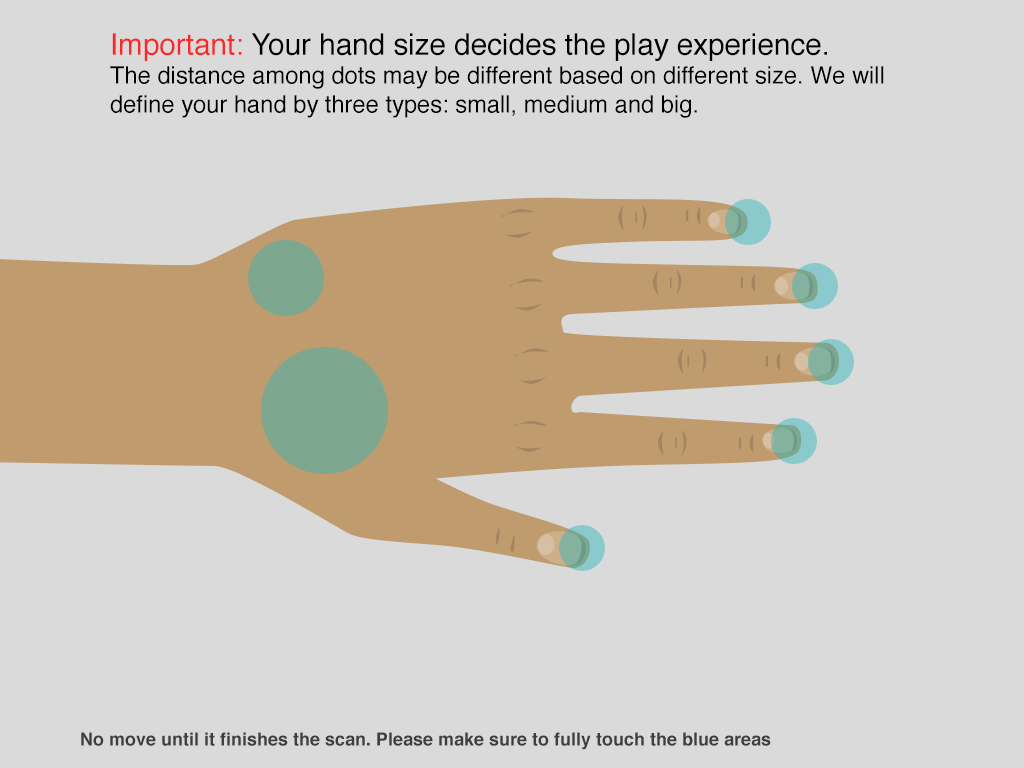 Important: Your hand size decides the play experience.
The distance among dots may be different based on different size. We will
define your hand by three types: small, medium and big.
No move until it finishes the scan. Please make sure to fully touch the blue areas